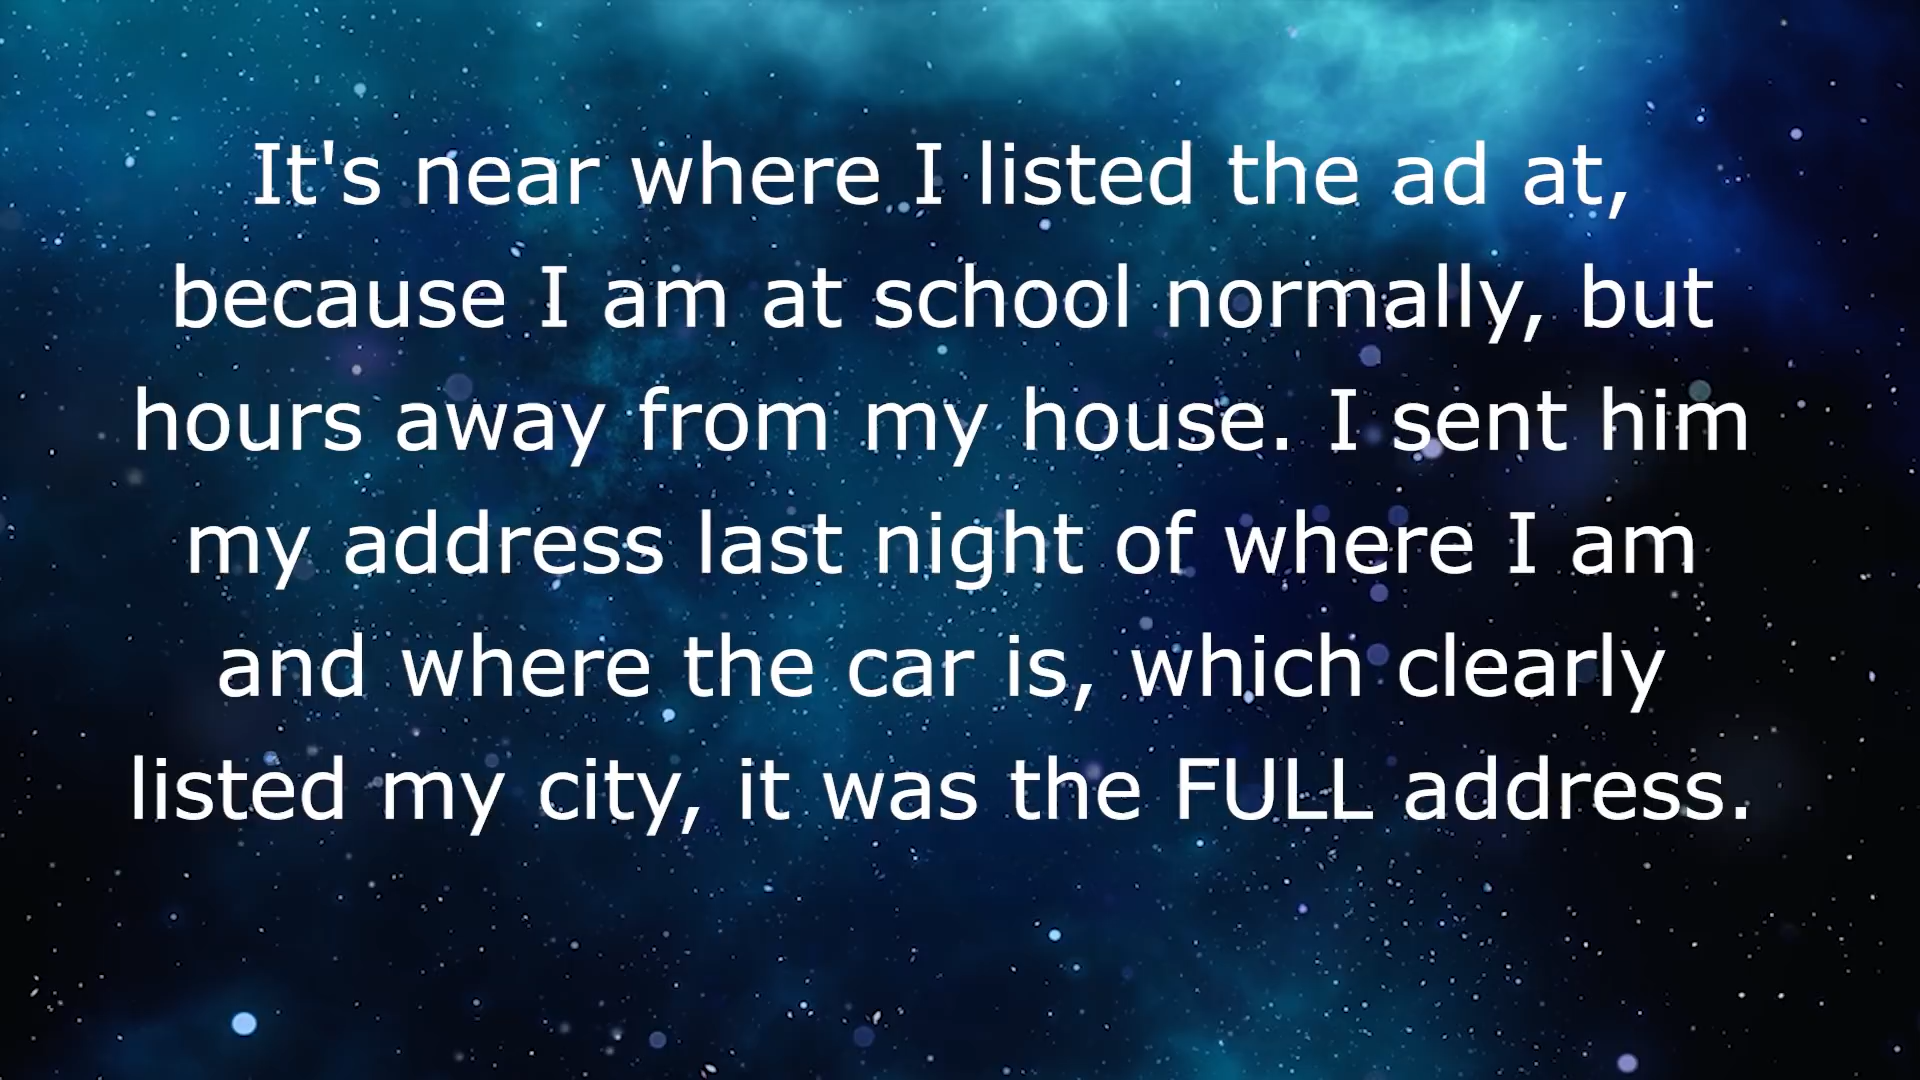 It's near where I listed the ad at,
because I am at school normally, but
hours away from my house. I sent him
my address last night of where I am
and where the car is, which clearly
listed my city, it was the FULL address.